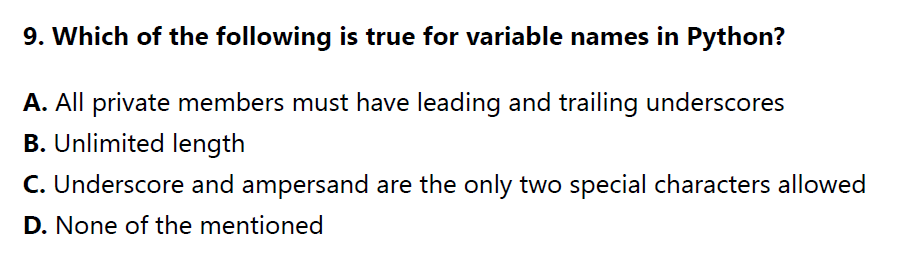 9. Which of the following is true for variable names in Python?
A. All private members must have leading and trailing underscores
B. Unlimited length
C. Underscore and ampersand are the only two special characters allowed
D. None of the mentioned